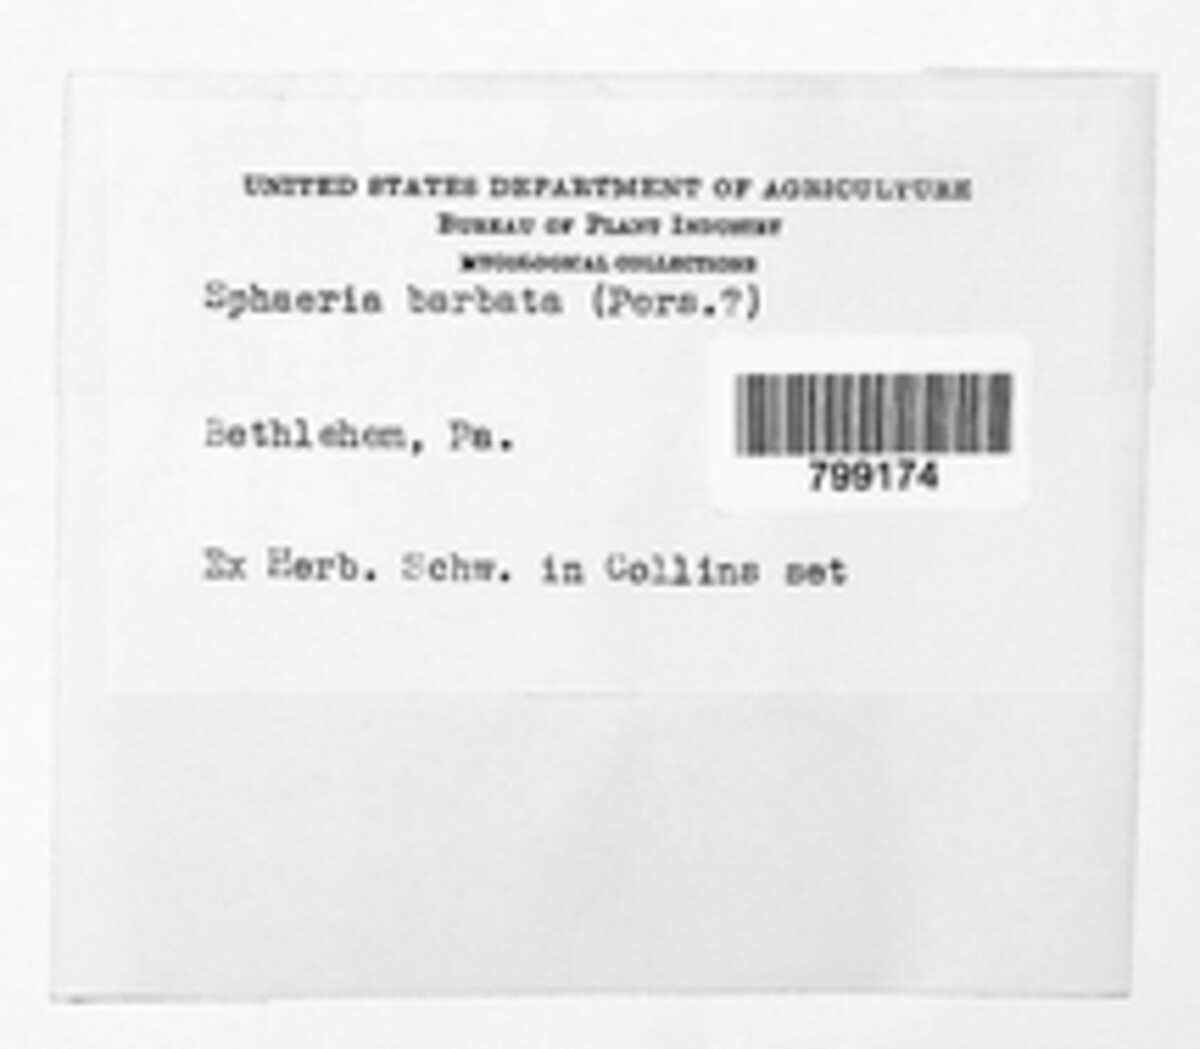 UNITED STATES DEPARTMENT OF AGRICULTURE
BUREAU OF PLANT INDUSTRY
MYCOLOGICAL COLLECTIONS
Sphaeria barbata (Pers.?)
Bethlehem, Pa.
799174
Ex Herb. Schw. in Collins set